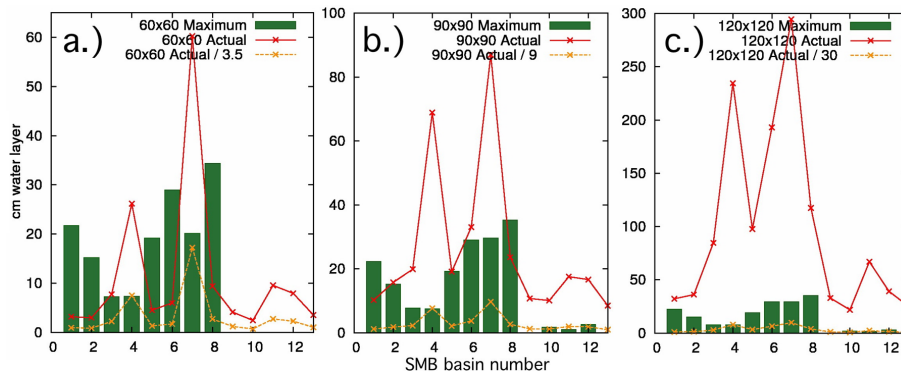 a.)
60x60 Maximum
60x60 Actual
60x60 Actual / 3.5
cm water layer
60
50
40
30
20
10
0
0 2 4 6 8 10 12
b.)
90x90 Maximum
90x90 Actual
90x90 Actual / 9
100
80
60
40
20
0
0 2 4 6 8 10 12
SMB basin number
c.)
120x120 Maximum
120x120 Actual
120x120 Actual / 30
300
250
200
150
100
50
0
0 2 4 6 8 10 12